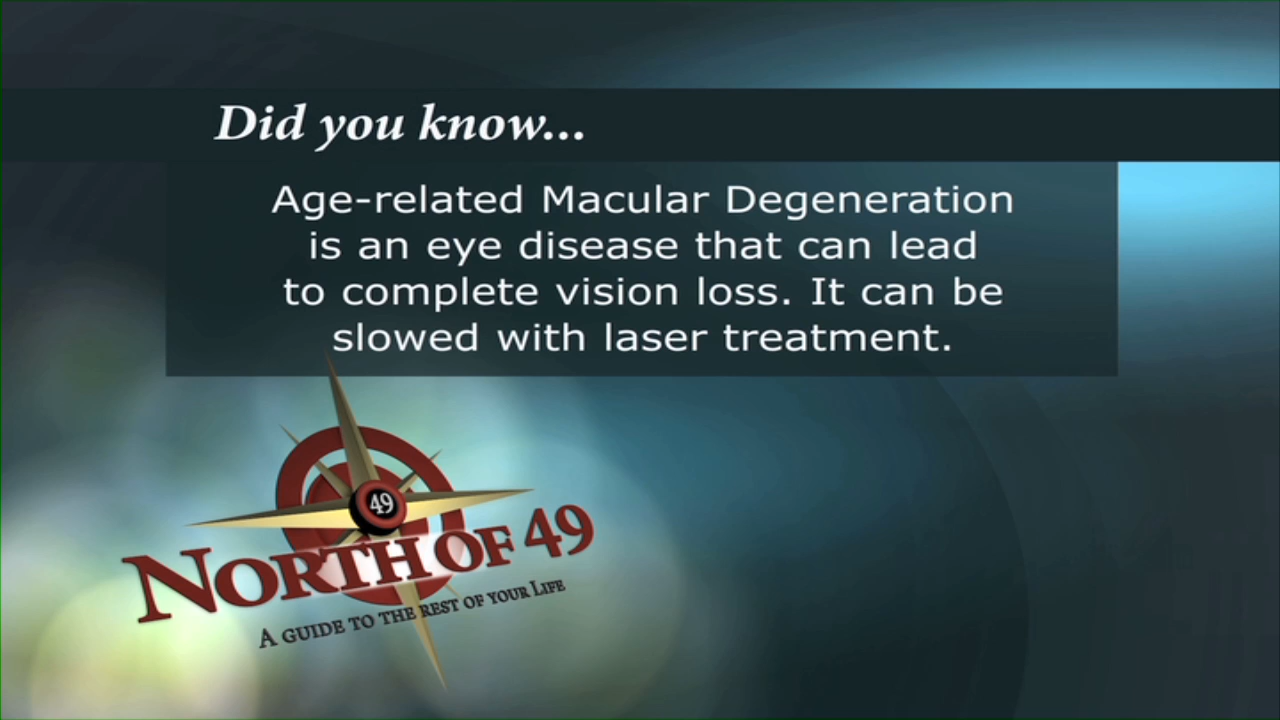 Did you know...
Age-related Macular Degeneration
is an eye disease that can lead
to complete vision loss. It can be
slowed with laser treatment.
49
NORTH OF 49
A GUIDE TO THE REST OF YOUR LIFE